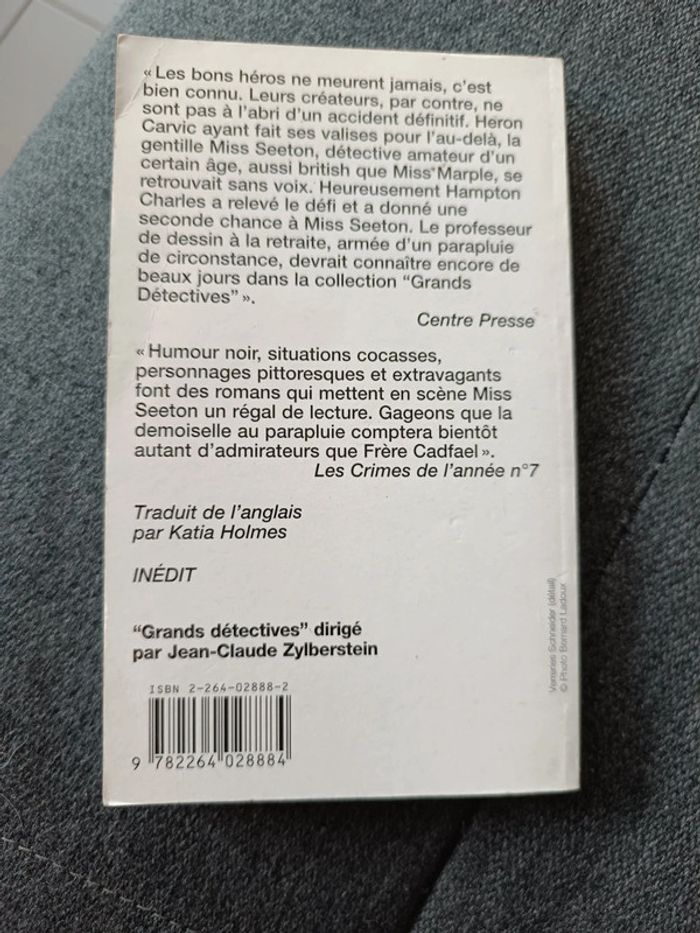 « Les bons héros ne meurent jamais, c'est
bien connu. Leurs créateurs, par contre, ne
sont pas à l'abri d'un accident définitif. Heron
Carvic ayant fait ses valises pour l'au-delà, la
gentille Miss Seeton, détective amateur d'un
certain âge, aussi british que Miss Marple, se
retrouvait sans voix. Heureusement Hampton
Charles a relevé le défi et a donné une
seconde chance à Miss Seeton. Le professeur
de dessin à la retraite, armée d'un parapluie
de circonstance, devrait connaître encore de
beaux jours dans la collection "Grands
Détectives" ».
Centre Presse
« Humour noir, situations cocasses,
personnages pittoresques et extravagants
font des romans qui mettent en scène Miss
Seeton un régal de lecture. Gageons que la
demoiselle au parapluie comptera bientôt
autant d'admirateurs que Frère Cadfael ».
Les Crimes de l'année n°7
Traduit de l'anglais
par Katia Holmes
INÉDIT
"Grands détectives" dirigé
par Jean-Claude Zylberstein
ISBN 2-264-02888-2
9 782264 028884
Verreries Schneider (détail)
© Photo Bernard Ladoux